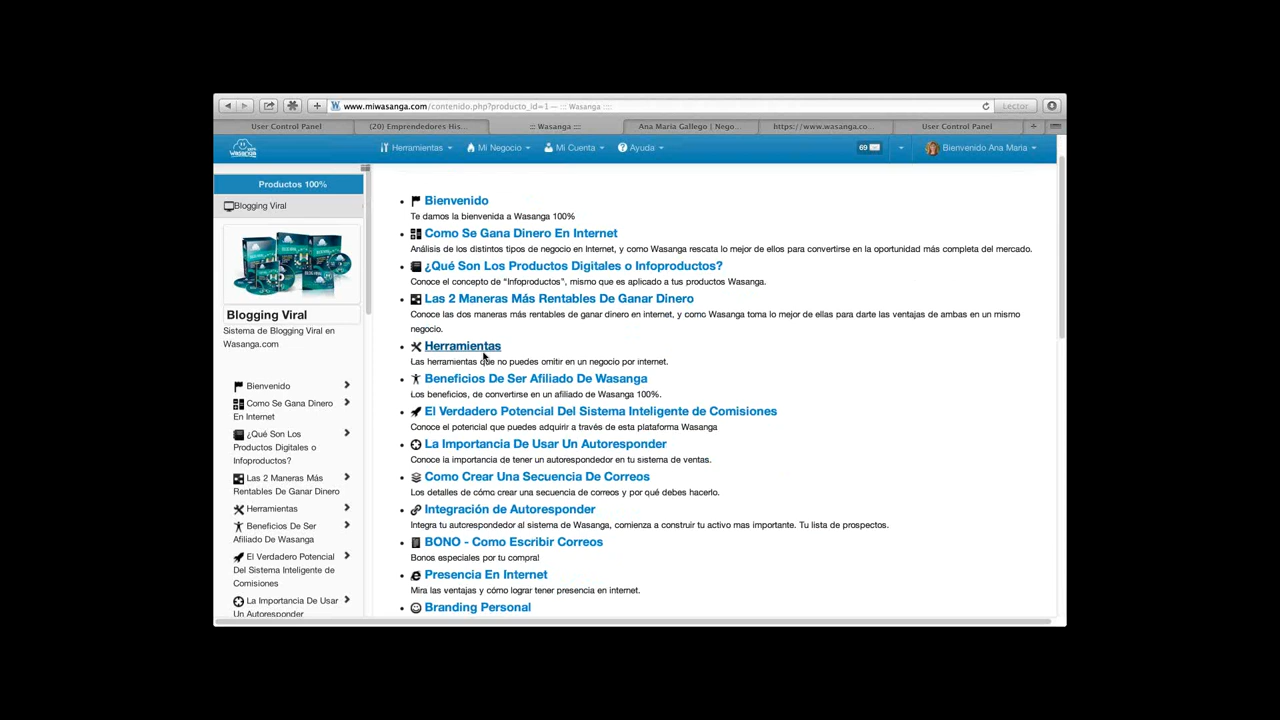 www.miwasanga.com/contenido.php?producto_id=1 — ::: Wasanga ::::
Lector
User Control Panel
(20) Emprendedores His...
::: Wasanga ::::
Ana Maria Gallego | Nego...
https://www.wasanga.co...
User Control Panel
wasanga
Herramientas
Mi Negocio
Mi Cuenta
Ayuda
69
Bienvenido Ana Maria
Productos 100%
Blogging Viral
Blogging Viral
Sistema de Blogging Viral en
Wasanga.com
Bienvenido
Como Se Gana Dinero
En Internet
¿Qué Son Los
Productos Digitales o
Infoproductos?
Las 2 Maneras Más
Rentables De Ganar Dinero
Herramientas
Beneficios De Ser
Afiliado De Wasanga
El Verdadero Potencial
Del Sistema Inteligente de
Comisiones
La Importancia De Usar
Un Autoresponder
Bienvenido
Te damos la bienvenida a Wasanga 100%
Como Se Gana Dinero En Internet
Análisis de los distintos tipos de negocio en Internet, y como Wasanga rescata lo mejor de ellos para convertirse en la oportunidad más completa del mercado.
¿Qué Son Los Productos Digitales o Infoproductos?
Conoce el concepto de "Infoproductos", mismo que es aplicado a tus productos Wasanga.
Las 2 Maneras Más Rentables De Ganar Dinero
Conoce las dos maneras más rentables de ganar dinero en internet, y como Wasanga toma lo mejor de ellas para darte las ventajas de ambas en un mismo
negocio.
Herramientas
Las herramientas que no puedes omitir en un negocio por internet.
Beneficios De Ser Afiliado De Wasanga
Los beneficios, de convertirse en un afiliado de Wasanga 100%.
El Verdadero Potencial Del Sistema Inteligente de Comisiones
Conoce el potencial que puedes adquirir a través de esta plataforma Wasanga
La Importancia De Usar Un Autoresponder
Conoce la importancia de tener un autorespondedor en tu sistema de ventas.
Como Crear Una Secuencia De Correos
Los detalles de cómo crear una secuencia de correos y por qué debes hacerlo.
Integración de Autoresponder
Integra tu autorespondedor al sistema de Wasanga, comienza a construir tu activo mas importante. Tu lista de prospectos.
BONO - Como Escribir Correos
Bonos especiales por tu compra!
Presencia En Internet
Mira las ventajas y cómo lograr tener presencia en internet.
Branding Personal